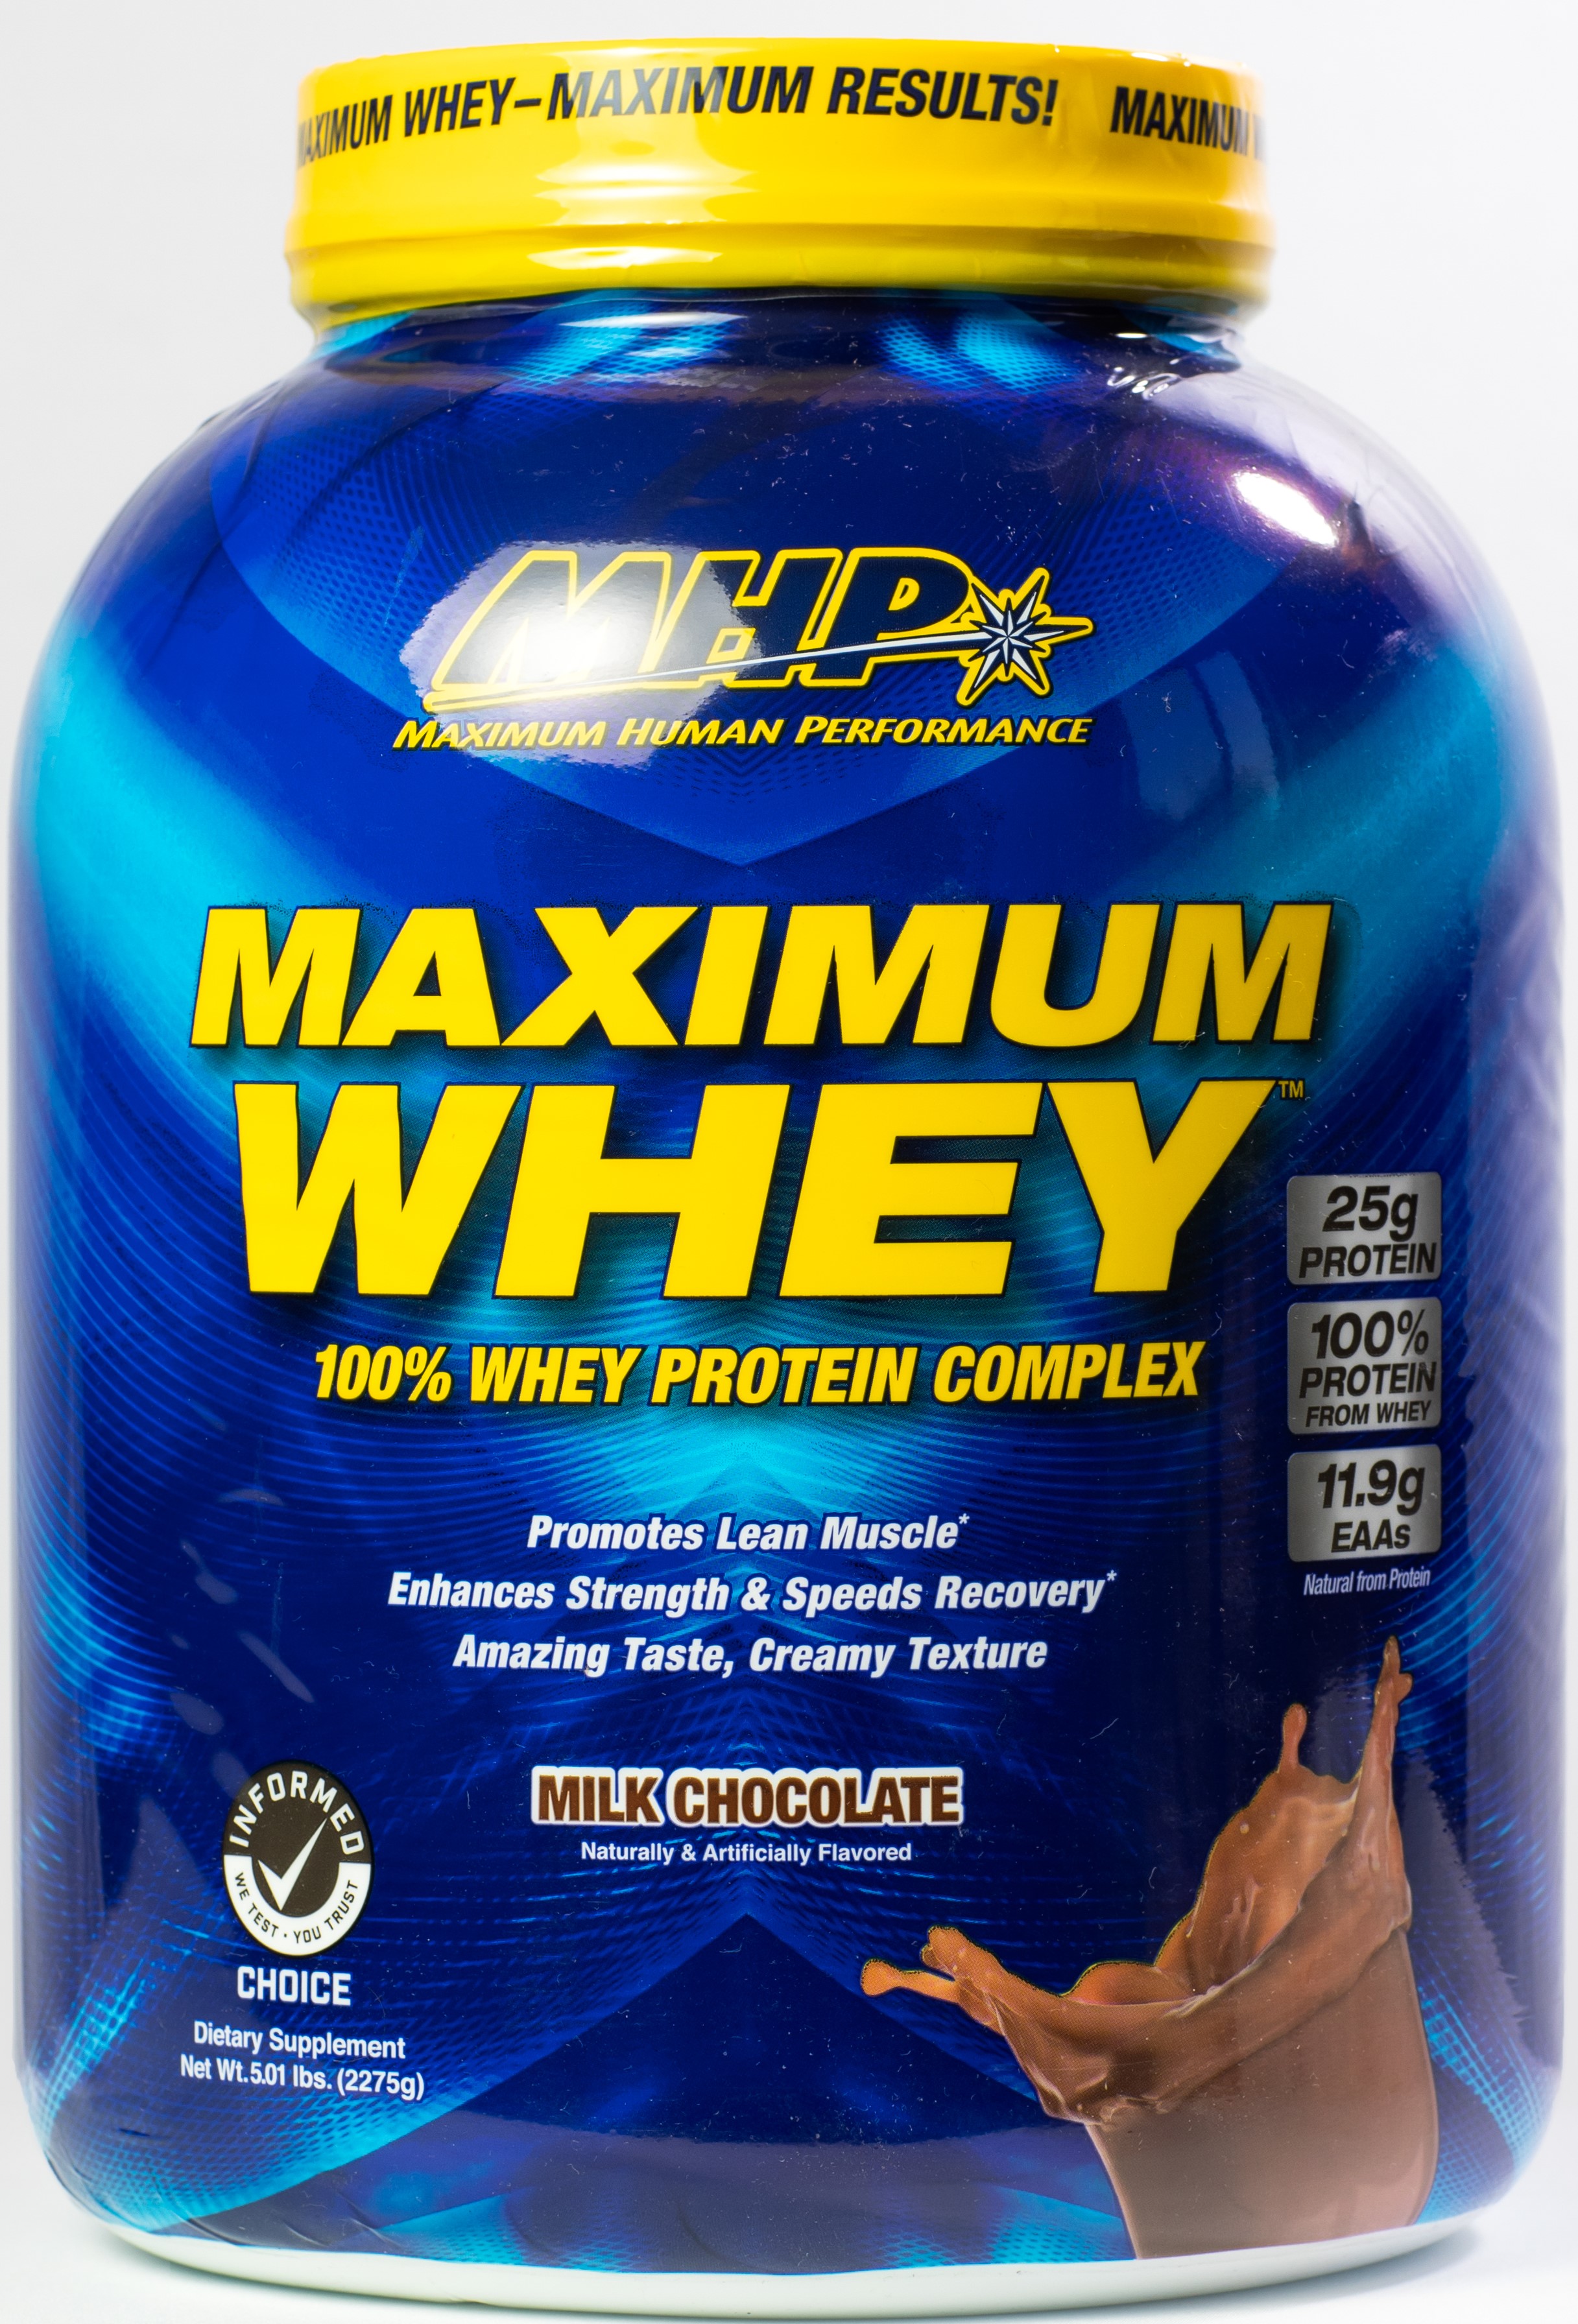 MAXIMUM WHEY–MAXIMUM RESULTS! MAXIMUM
MHP
MAXIMUM HUMAN PERFORMANCE
MAXIMUM
WHEY™
100% WHEY PROTEIN COMPLEX
25g
PROTEIN
100%
PROTEIN
FROM WHEY
11.9g
EAAs
Natural from Protein
Promotes Lean Muscle*
Enhances Strength & Speeds Recovery*
Amazing Taste, Creamy Texture
MILK CHOCOLATE
Naturally & Artificially Flavored
INFORMED
WE TEST · YOU TRUST
CHOICE
Dietary Supplement
Net Wt. 5.01 lbs. (2275g)